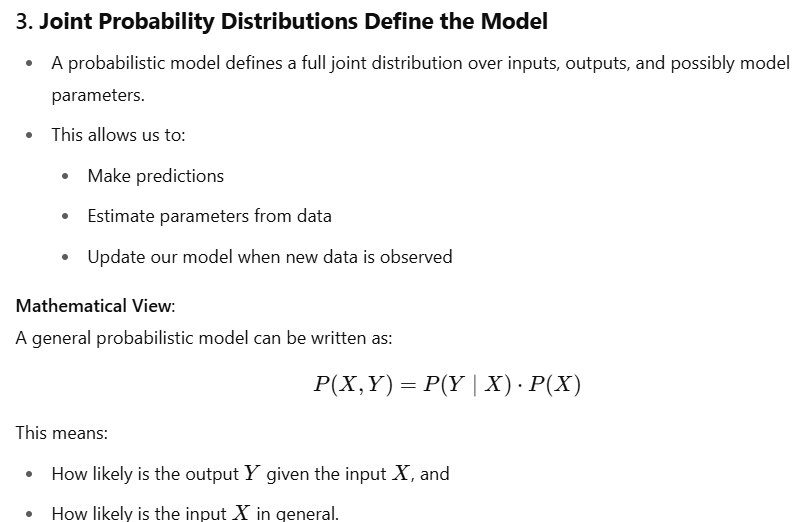 3. Joint Probability Distributions Define the Model
• A probabilistic model defines a full joint distribution over inputs, outputs, and possibly model
parameters.
• This allows us to:
• Make predictions
• Estimate parameters from data
• Update our model when new data is observed
Mathematical View:
A general probabilistic model can be written as:
P(X, Y) = P(Y | X) · P(X)
This means:
• How likely is the output Y given the input X, and
• How likely is the input X in general.